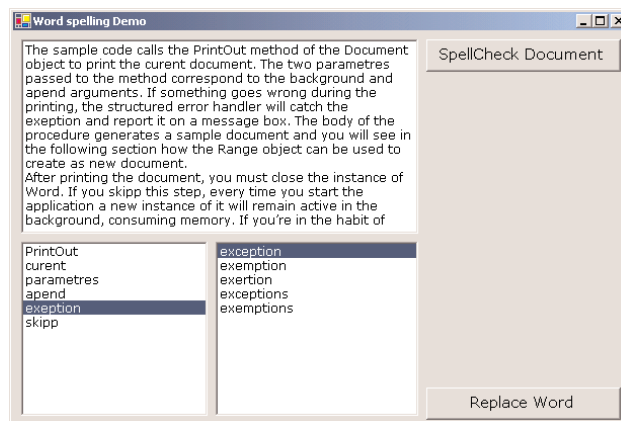 Word spelling Demo
The sample code calls the PrintOut method of the Document
object to print the curent document. The two parametres
passed to the method correspond to the background and
apend arguments. If something goes wrong during the
printing, the structured error handler will catch the
exeption and report it on a message box. The body of the
procedure generates a sample document and you will see in
the following section how the Range object can be used to
create as new document.
After printing the document, you must close the instance of
Word. If you skipp this step, every time you start the
application a new instance of it will remain active in the
background, consuming memory. If you're in the habit of
SpellCheck Document
PrintOut
curent
parametres
apend
exeption
skipp
exception
exemption
exertion
exceptions
exemptions
Replace Word